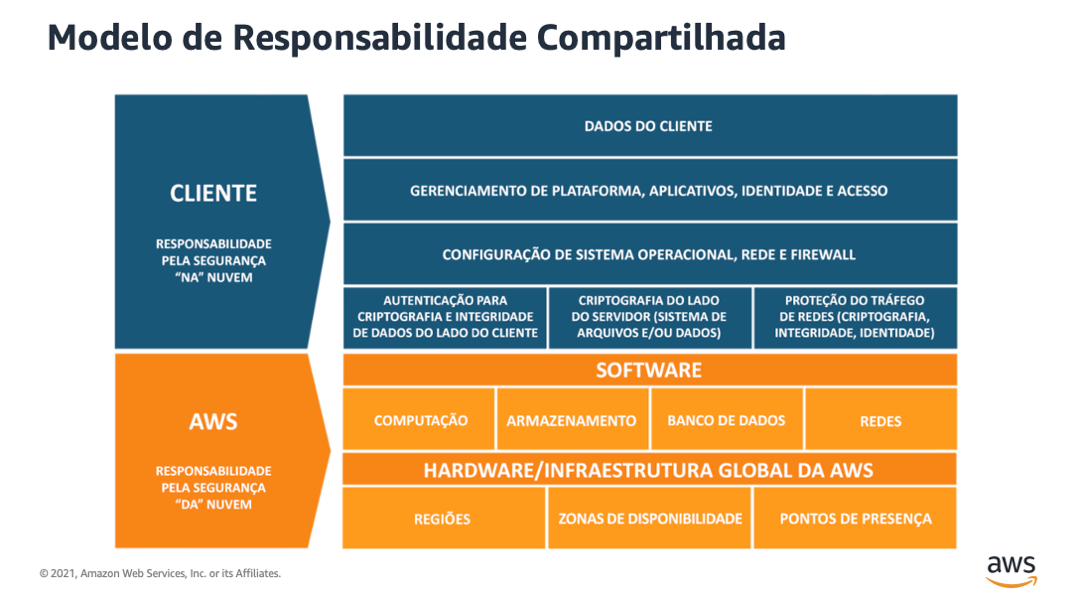 Modelo de Responsabilidade Compartilhada
CLIENTE
RESPONSABILIDADE
PELA SEGURANÇA
“NA” NUVEM
DADOS DO CLIENTE
GERENCIAMENTO DE PLATAFORMA, APLICATIVOS, IDENTIDADE E ACESSO
CONFIGURAÇÃO DE SISTEMA OPERACIONAL, REDE E FIREWALL
AUTENTICAÇÃO PARA
CRIPTOGRAFIA E INTEGRIDADE
DE DADOS DO LADO DO CLIENTE
CRIPTOGRAFIA DO LADO
DO SERVIDOR (SISTEMA DE
ARQUIVOS E/OU DADOS)
PROTEÇÃO DO TRÁFEGO
DE REDES (CRIPTOGRAFIA,
INTEGRIDADE, IDENTIDADE)
AWS
RESPONSABILIDADE
PELA SEGURANÇA
“DA” NUVEM
SOFTWARE
COMPUTAÇÃO
ARMAZENAMENTO
BANCO DE DADOS
REDES
HARDWARE/INFRAESTRUTURA GLOBAL DA AWS
REGIÕES
ZONAS DE DISPONIBILIDADE
PONTOS DE PRESENÇA
© 2021, Amazon Web Services, Inc. or its Affiliates.
aws